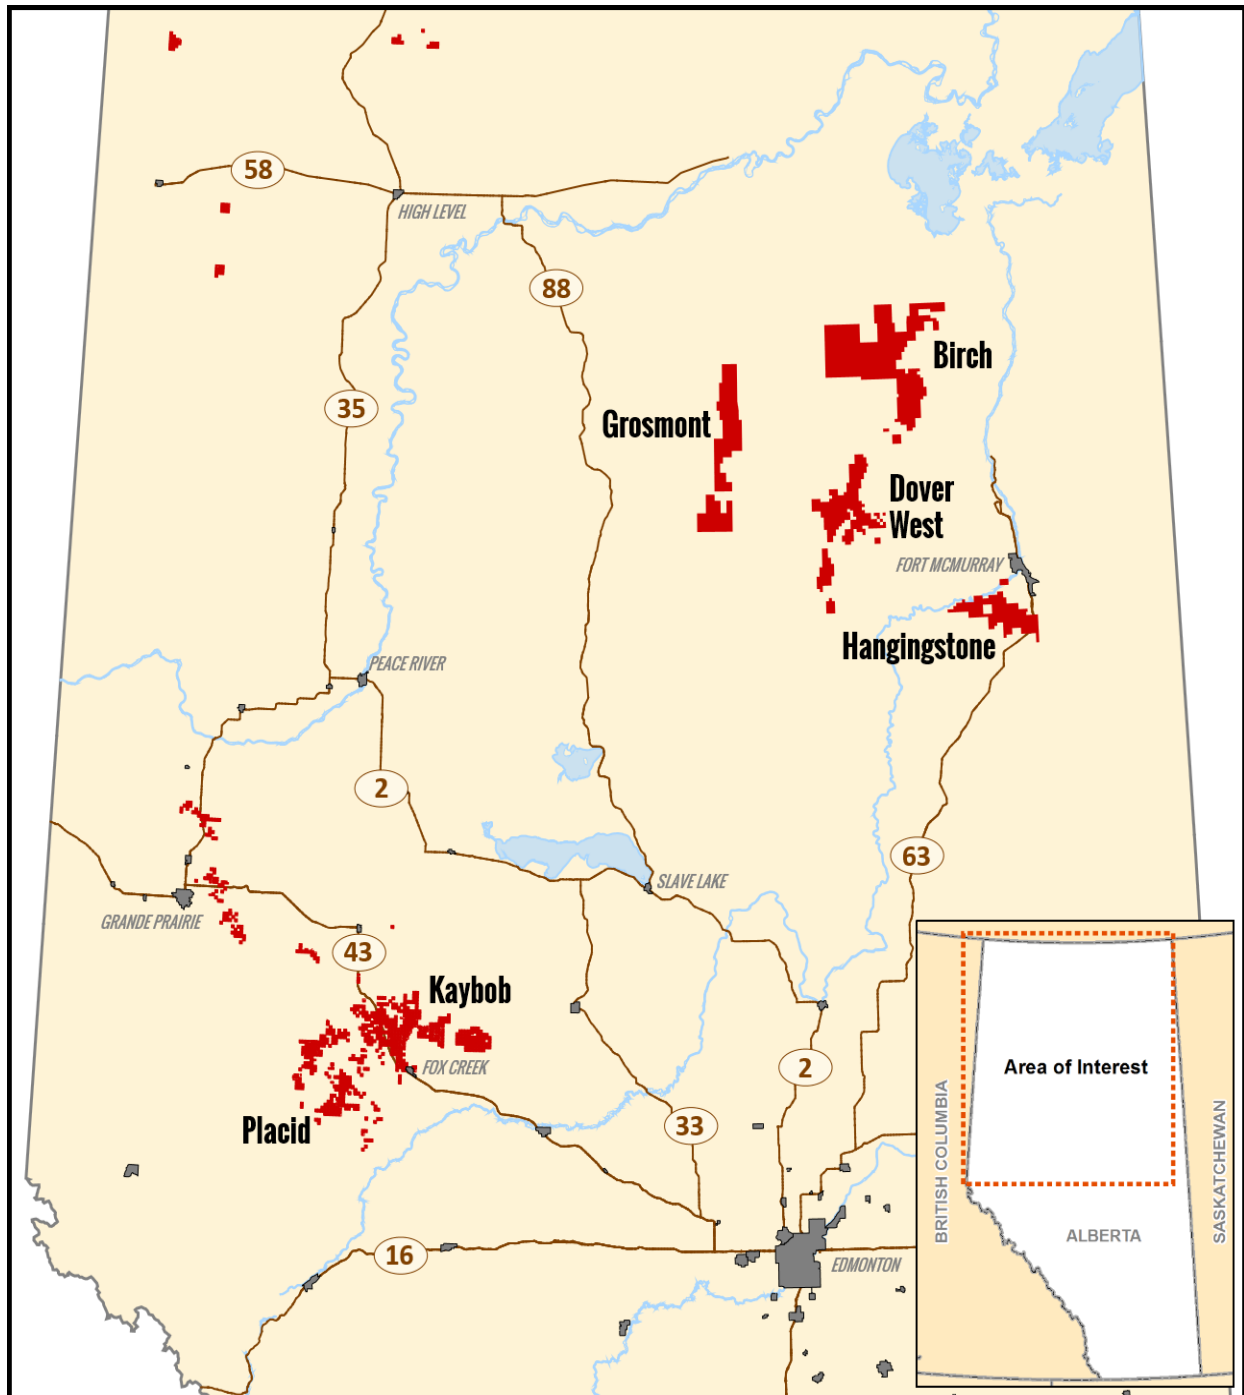 58
HIGH LEVEL
88
Birch
35
Grosmont
Dover
West
FORT MCMURRAY
Hangingstone
PEACE RIVER
2
63
SLAVE LAKE
GRANDE PRAIRIE
43
Kaybob
FOX CREEK
2
Placid
33
16
EDMONTON
Area of Interest
BRITISH COLUMBIA
SASKATCHEWAN
ALBERTA